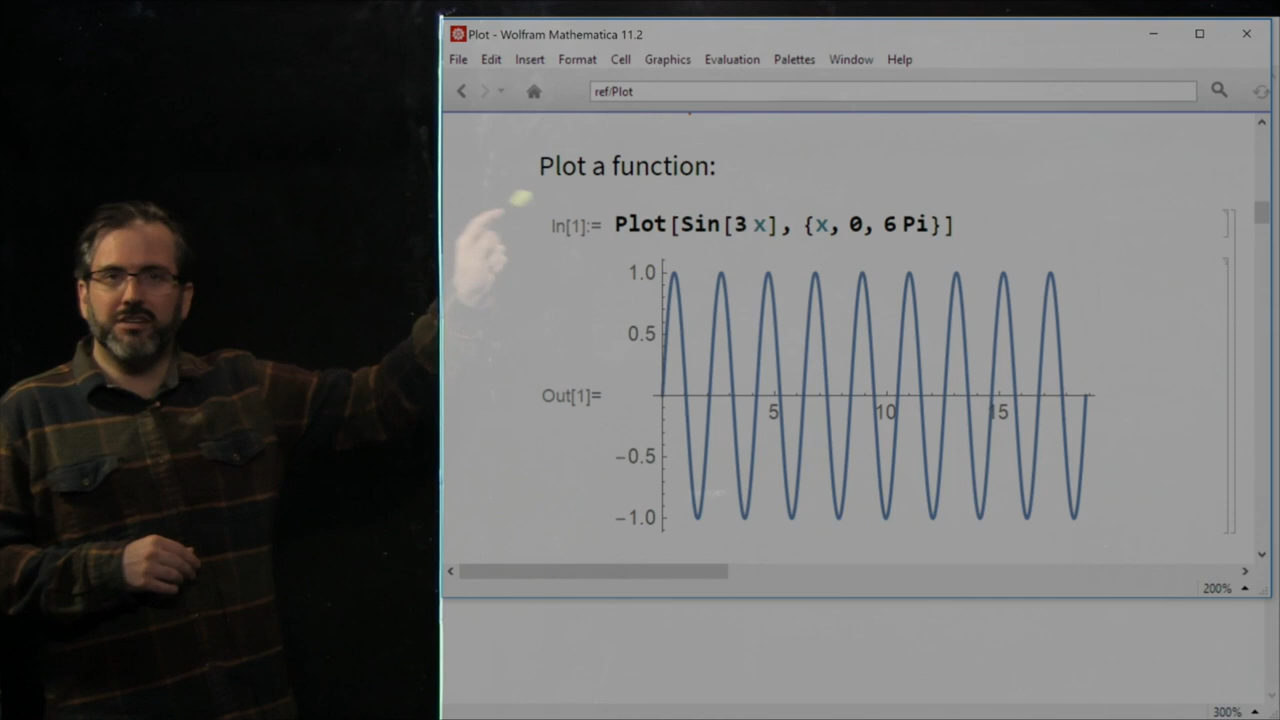 Plot - Wolfram Mathematica 11.2
File Edit Insert Format Cell Graphics Evaluation Palettes Window Help
ref/Plot
Plot a function:
In[1]:= Plot[Sin[3 x], {x, 0, 6 Pi}]
1.0
0.5
Out[1]=
5 10 15
−0.5
−1.0
200%
300%